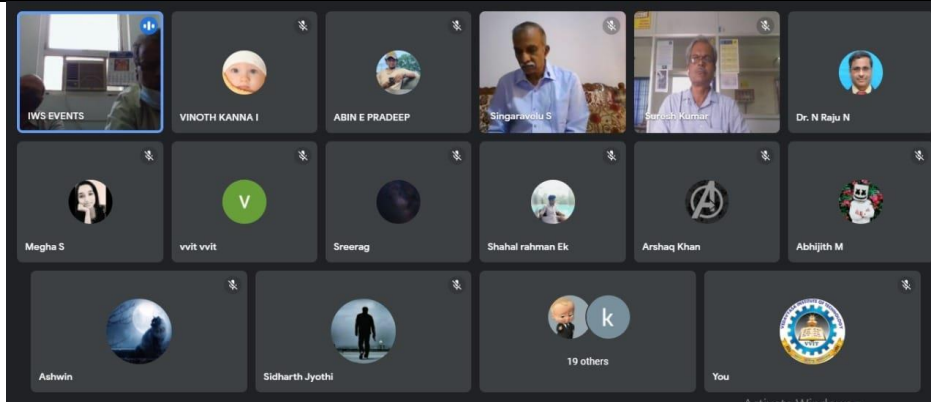 IWS EVENTS
VINOTH KANNA I
ABIN E PRADEEP
Singaravolu S
Suresh Kumar
Dr. N Raju N
Megha S
V
vvit vvit
Sreerag
Shahal rahman Ek
Arshaq Khan
Abhijith M
Ashwin
Sidharth Jyothi
k
19 others
VVIT
You